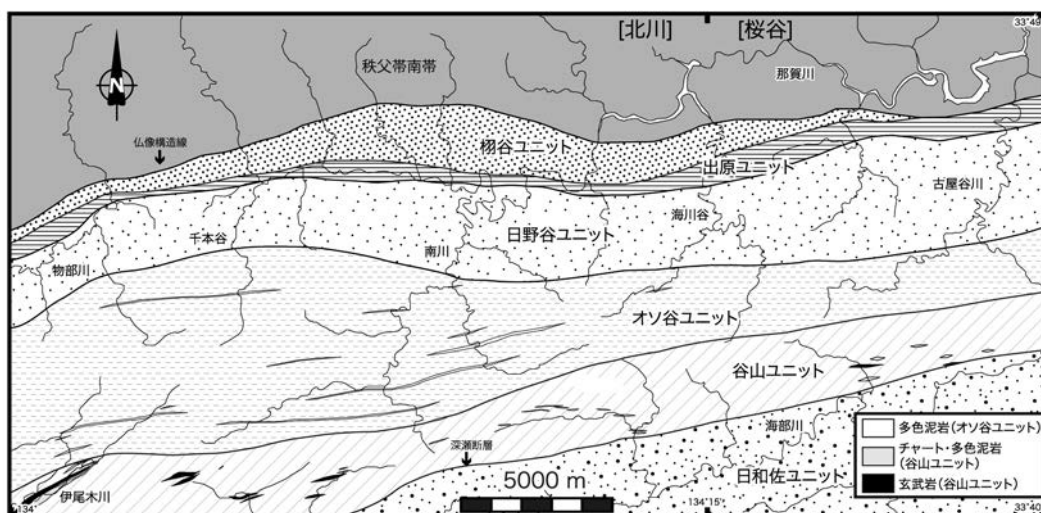 [北川] [桜谷]
33°49
秩父帯南帯
那賀川
仏像構造線
栩谷ユニット
出原ユニット
古屋谷川
海川谷
千本谷
南川
日野谷ユニット
物部川
オソ谷ユニット
谷山ユニット
海部川
深瀬断層
5000 m
日和佐ユニット
伊尾木川
134°
134°15'
33°40
多色泥岩(オソ谷ユニット)
チャート・多色泥岩
(谷山ユニット)
玄武岩(谷山ユニット)
N